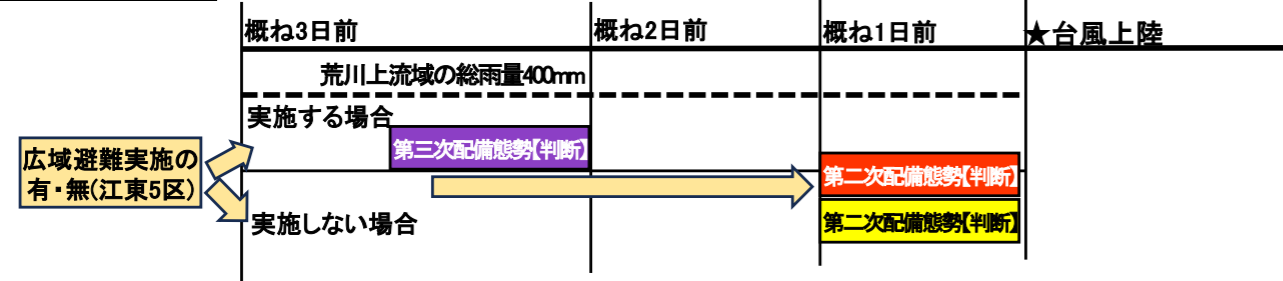 概ね3日前
概ね2日前
概ね1日前
★台風上陸
荒川上流域の総雨量400mm
実施する場合
第三次配備態勢【判断】
広域避難実施の
有・無(江東5区)
第二次配備態勢【判断】
実施しない場合
第二次配備態勢【判断】